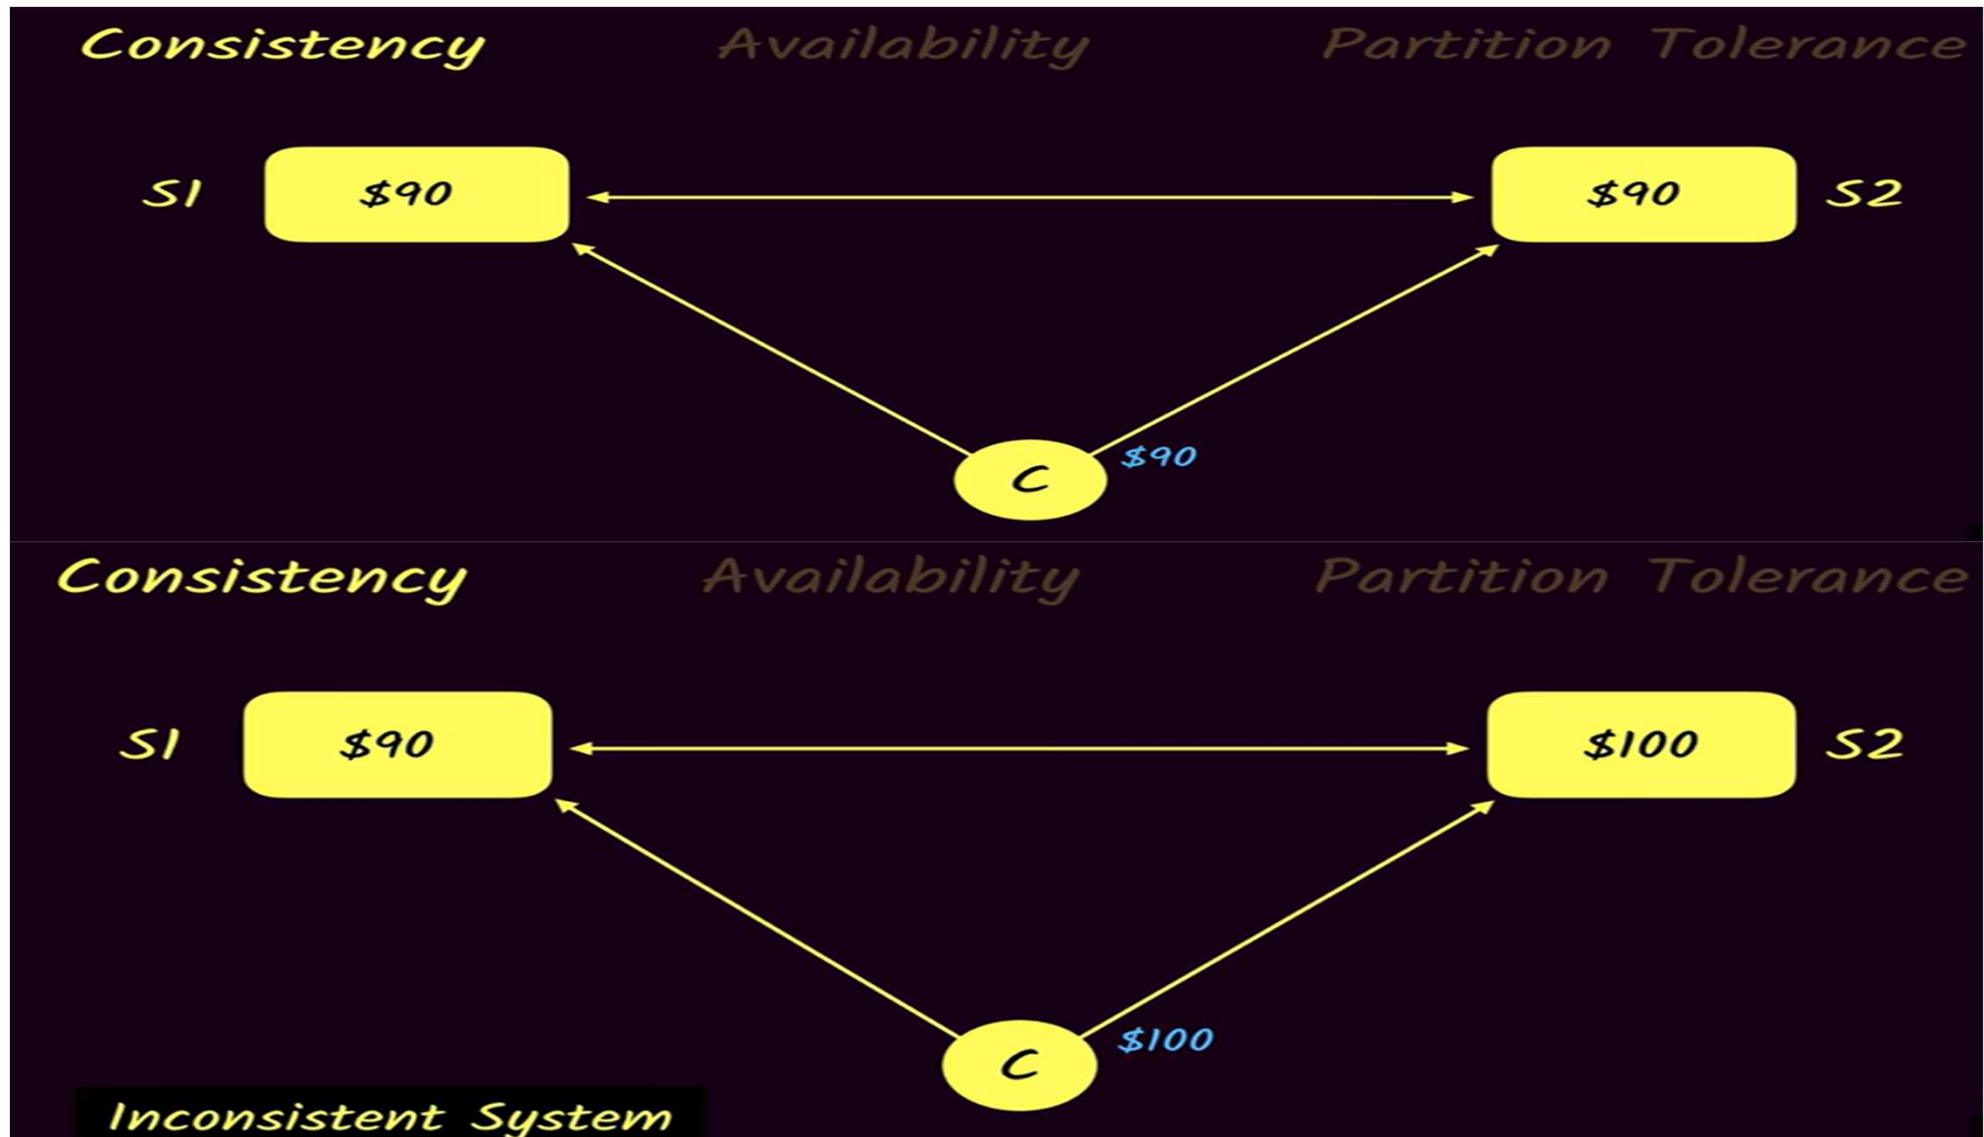 Consistency Availability Partition Tolerance
S1 $90 $90 S2
C $90
Consistency Availability Partition Tolerance
S1 $90 $100 S2
C $100
Inconsistent System